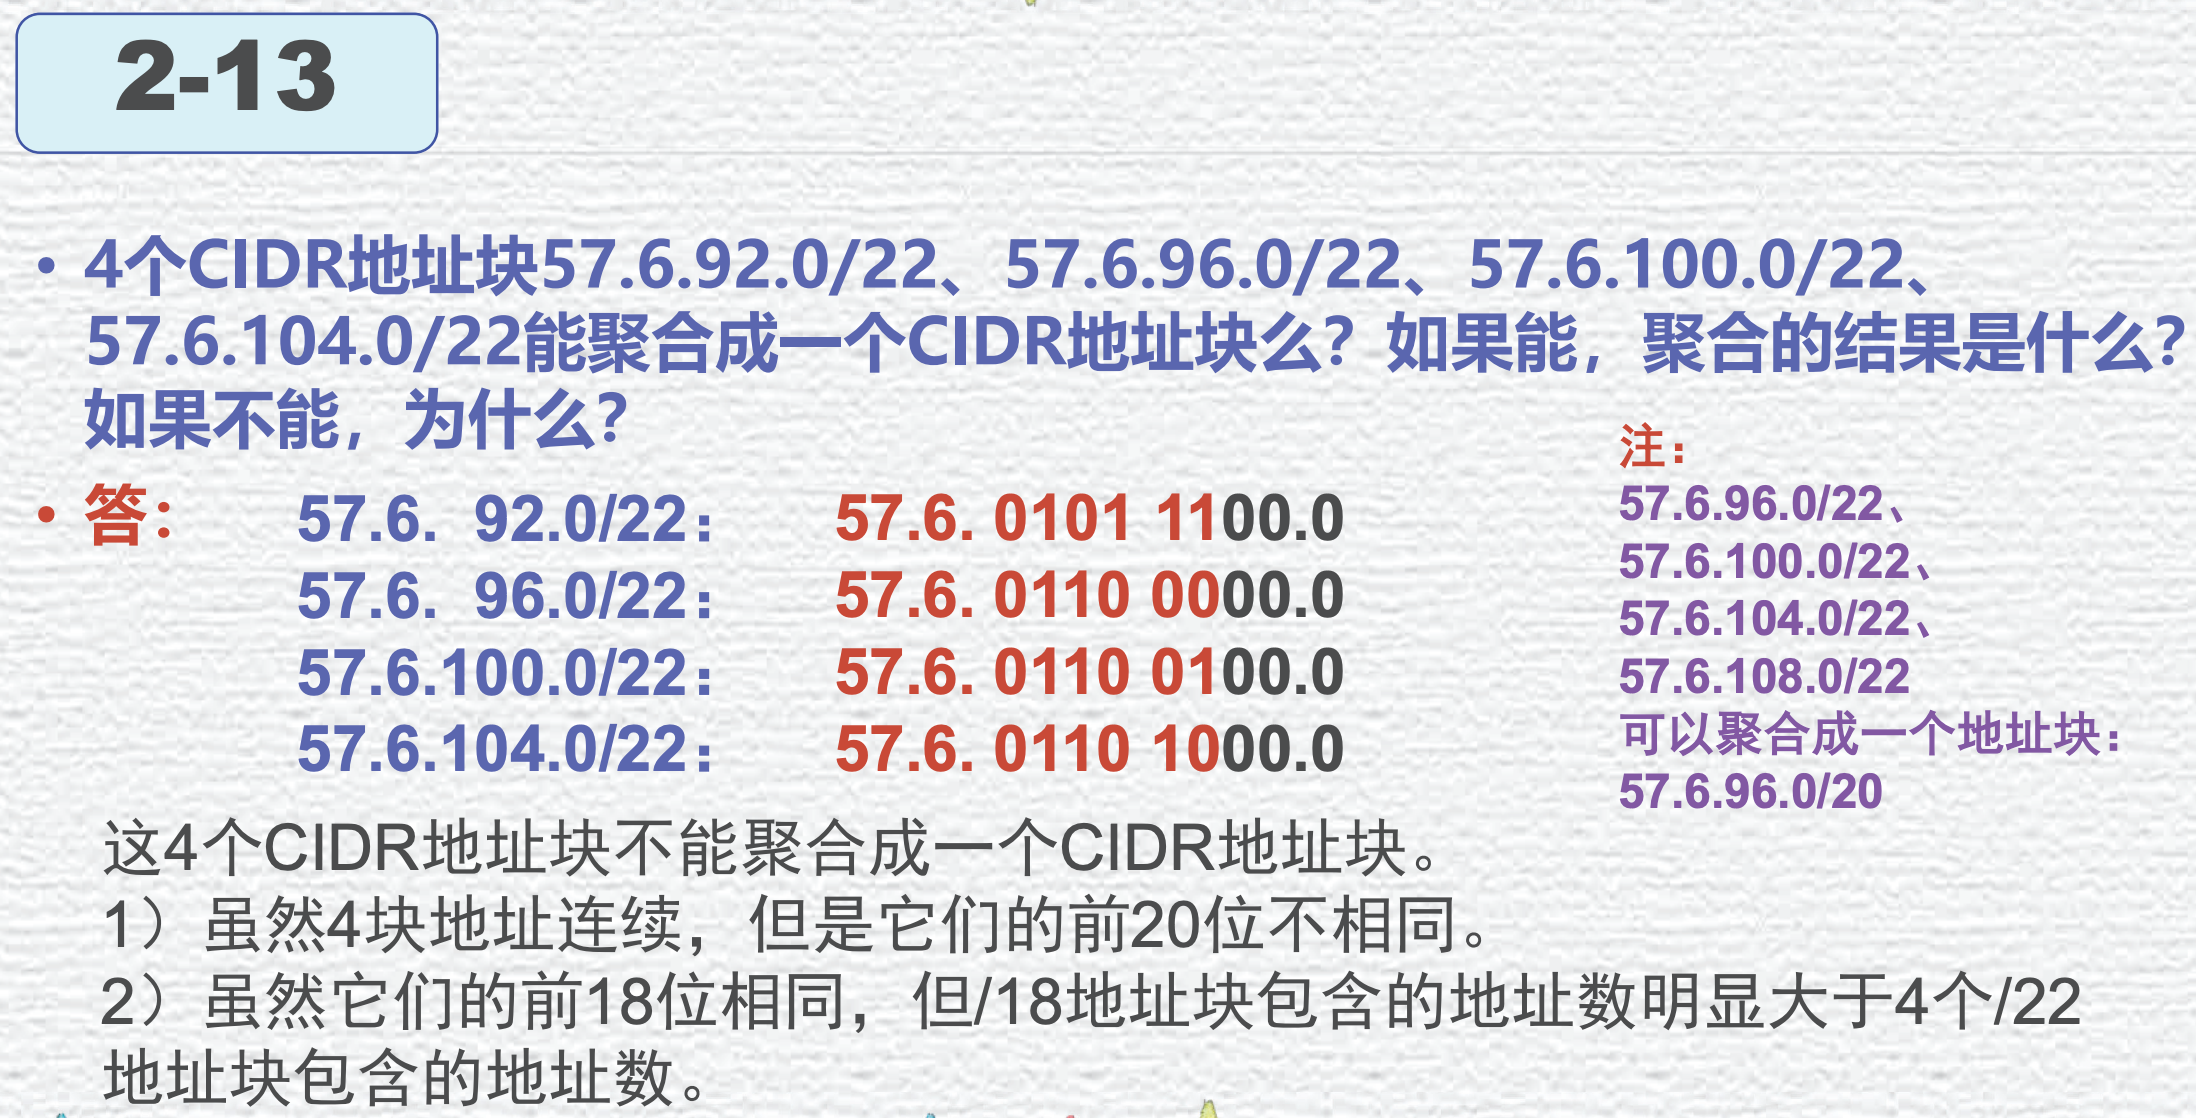 2-13
• 4个CIDR地址块57.6.92.0/22、57.6.96.0/22、57.6.100.0/22、
57.6.104.0/22能聚合成一个CIDR地址块么？如果能，聚合的结果是什么？
如果不能，为什么？
• 答：
57.6. 92.0/22： 57.6. 0101 1100.0
57.6. 96.0/22： 57.6. 0110 0000.0
57.6.100.0/22： 57.6. 0110 0100.0
57.6.104.0/22： 57.6. 0110 1000.0
注：
57.6.96.0/22、
57.6.100.0/22、
57.6.104.0/22、
57.6.108.0/22
可以聚合成一个地址块：
57.6.96.0/20
这4个CIDR地址块不能聚合成一个CIDR地址块。
1）虽然4块地址连续，但是它们的前20位不相同。
2）虽然它们的前18位相同，但/18地址块包含的地址数明显大于4个/22
地址块包含的地址数。